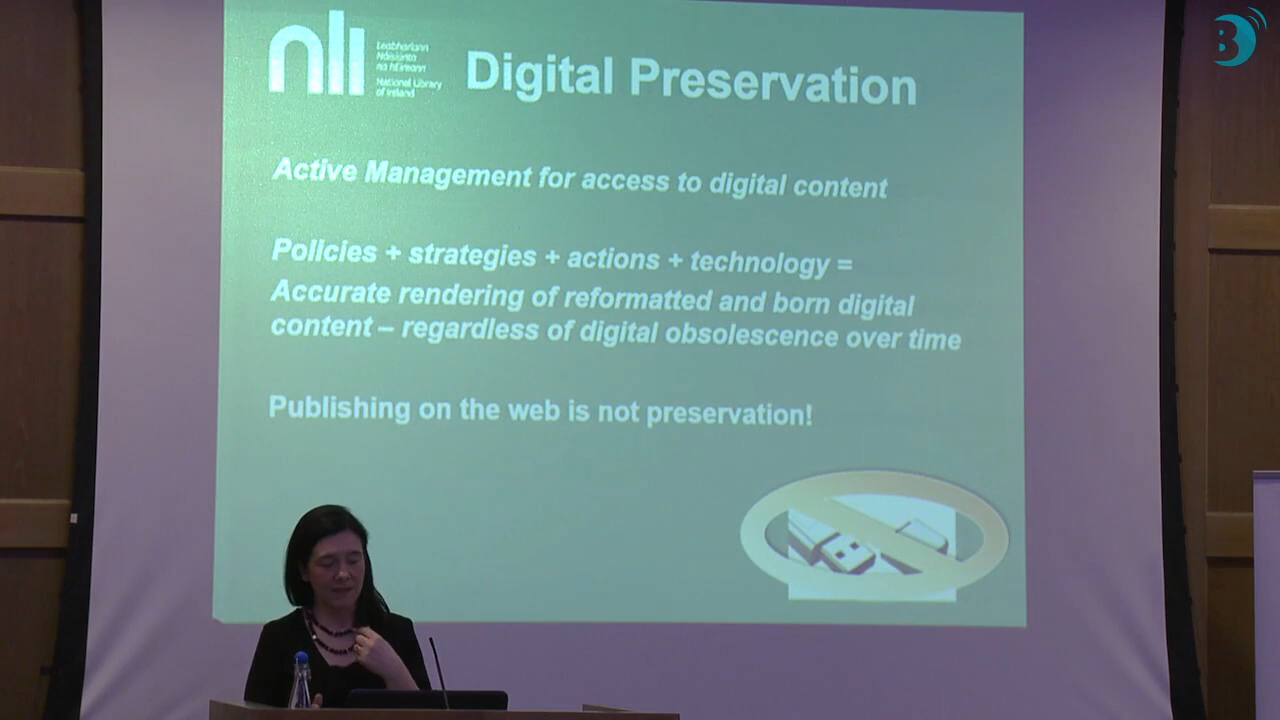 nli
Leabharlann
Náisiúnta
na hÉireann
National Library
of Ireland
Digital Preservation
Active Management for access to digital content
Policies + strategies + actions + technology =
Accurate rendering of reformatted and born digital
content – regardless of digital obsolescence over time
Publishing on the web is not preservation!
B